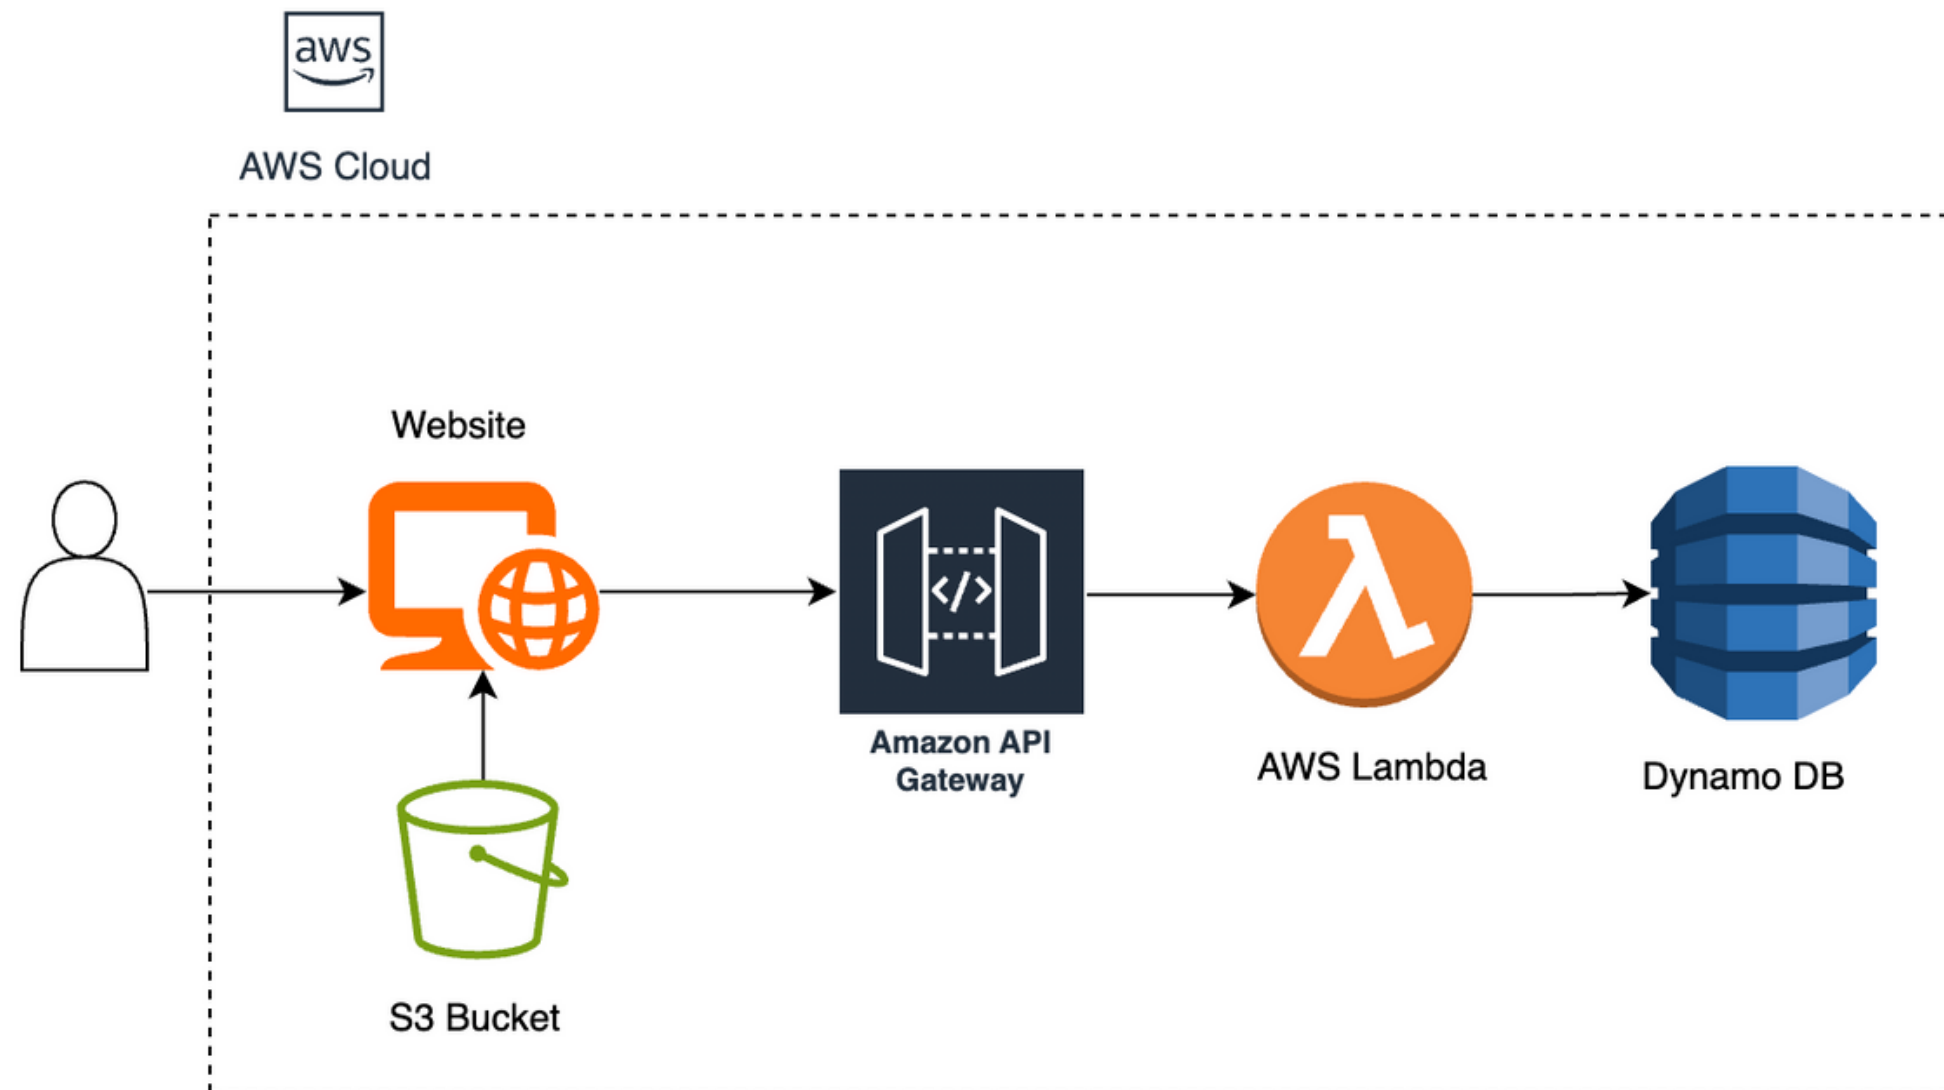 aws
AWS Cloud
Website
</>
Amazon API
Gateway
λ
AWS Lambda
Dynamo DB
S3 Bucket